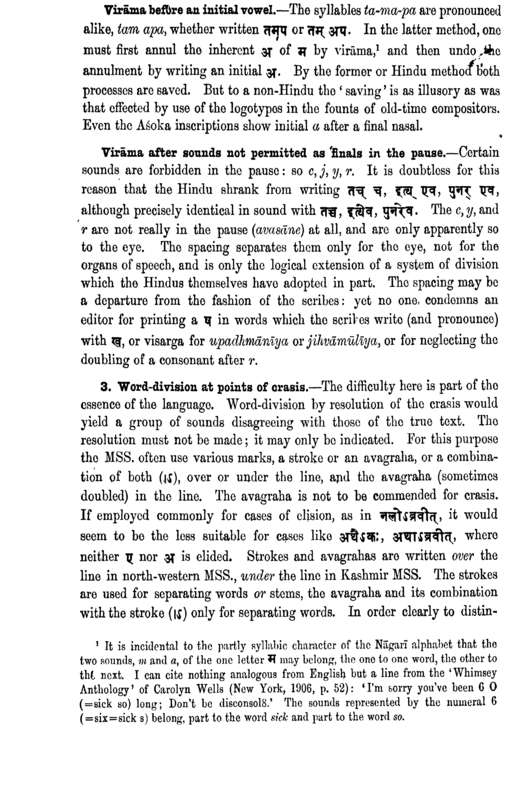 Virāma before an initial vowel.—The syllables ta-ma-pa are pronounced
alike, tam apa, whether written तमप or तम् अप. In the latter method, one
must first annul the inherent अ of म by virāma,¹ and then undo the
annulment by writing an initial अ. By the former or Hindu method both
processes are saved. But to a non-Hindu the 'saving' is as illusory as was
that effected by use of the logotypes in the founts of old-time compositors.
Even the Aśoka inscriptions show initial a after a final nasal.
Virāma after sounds not permitted as finals in the pause.—Certain
sounds are forbidden in the pause: so c, j, y, r. It is doubtless for this
reason that the Hindu shrank from writing तच् च, इत्य् एव, पुनर् एव,
although precisely identical in sound with तच्च, इत्येव, पुनरेव. The c, y, and
r are not really in the pause (avasāne) at all, and are only apparently so
to the eye. The spacing separates them only for the eye, not for the
organs of speech, and is only the logical extension of a system of division
which the Hindus themselves have adopted in part. The spacing may be
a departure from the fashion of the scribes: yet no one condemns an
editor for printing a ष in words which the scribes write (and pronounce)
with ख, or visarga for upadhmānīya or jihvāmūlīya, or for neglecting the
doubling of a consonant after r.
3. Word-division at points of crasis.—The difficulty here is part of the
essence of the language. Word-division by resolution of the crasis would
yield a group of sounds disagreeing with those of the true text. The
resolution must not be made; it may only be indicated. For this purpose
the MSS. often use various marks, a stroke or an avagraha, or a combina-
tion of both (।ऽ), over or under the line, and the avagraha (sometimes
doubled) in the line. The avagraha is not to be commended for crasis.
If employed commonly for cases of elision, as in नलोऽब्रवीत्, it would
seem to be the less suitable for cases like अथैऽकः, अथाऽब्रवीत्, where
neither ए nor अ is elided. Strokes and avagrahas are written over the
line in north-western MSS., under the line in Kashmir MSS. The strokes
are used for separating words or stems, the avagraha and its combination
with the stroke (।ऽ) only for separating words. In order clearly to distin-
¹ It is incidental to the partly syllabic character of the Nāgarī alphabet that the
two sounds, m and a, of the one letter म may belong, the one to one word, the other to
the next. I can cite nothing analogous from English but a line from the 'Whimsey
Anthology' of Carolyn Wells (New York, 1906, p. 52): 'I'm sorry you've been 6 0
(=sick so) long; Don't be disconsol8.' The sounds represented by the numeral 6
(=six=sick s) belong, part to the word sick and part to the word so.